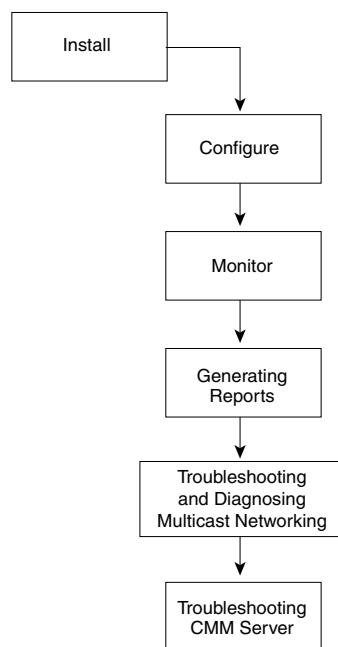 Install
Configure
Monitor
Generating
Reports
Troubleshooting
and Diagnosing
Multicast Networking
Troubleshooting
CMM Server